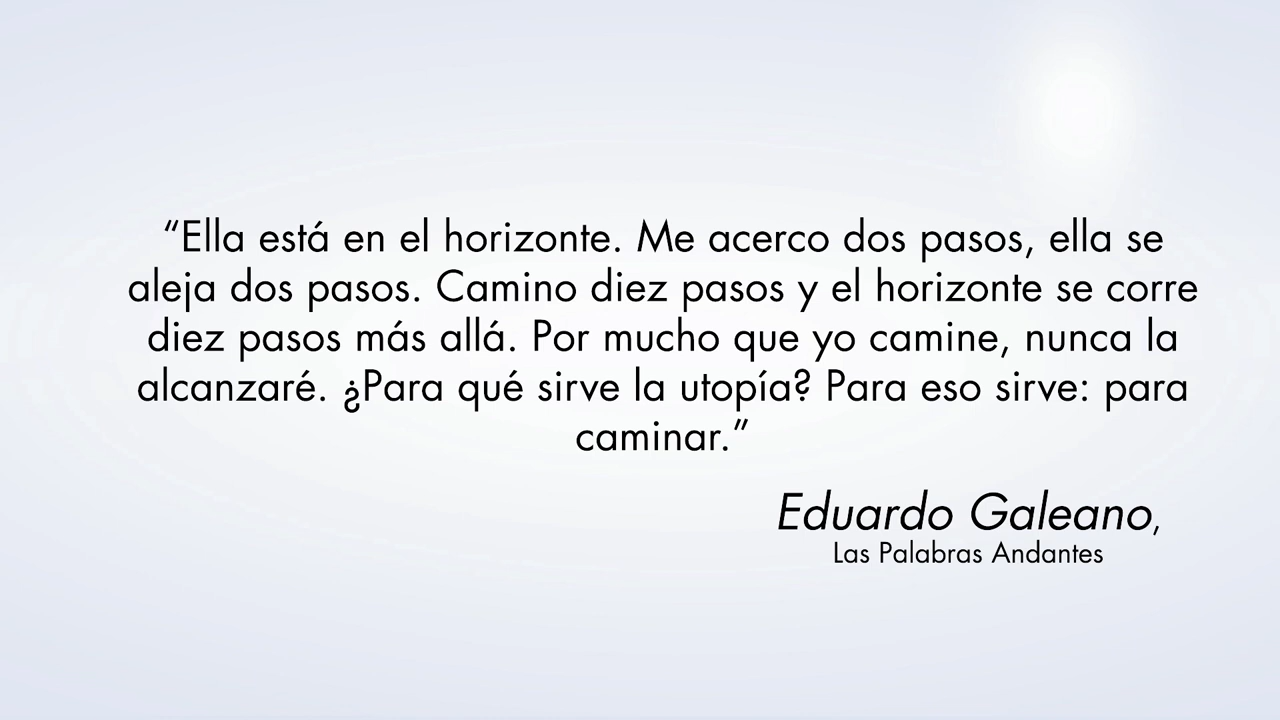 “Ella está en el horizonte. Me acerco dos pasos, ella se
aleja dos pasos. Camino diez pasos y el horizonte se corre
diez pasos más allá. Por mucho que yo camine, nunca la
alcanzaré. ¿Para qué sirve la utopía? Para eso sirve: para
caminar.”
Eduardo Galeano,
Las Palabras Andantes